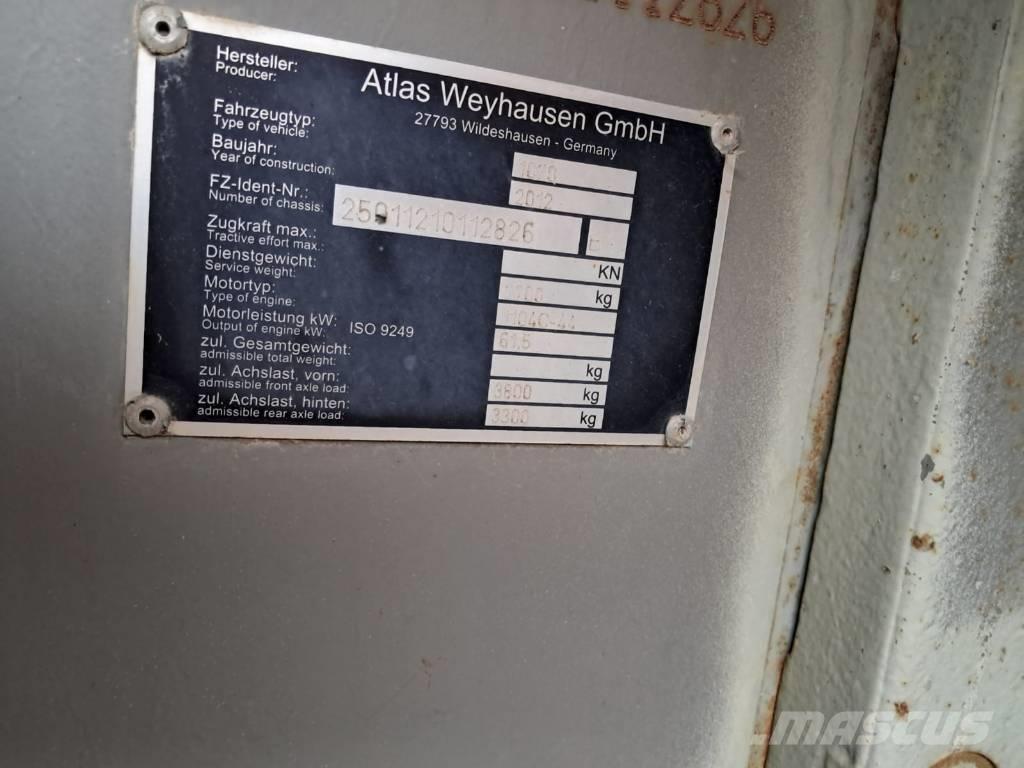 Hersteller:
Producer:
Atlas Weyhausen GmbH
27793 Wildeshausen - Germany
Fahrzeugtyp:
Type of vehicle:
Baujahr:
Year of construction:
2012
FZ-Ident-Nr.:
Number of chassis:
Zugkraft max.:
Tractive effort max.:
KN
Dienstgewicht:
Service weight:
kg
Motortyp:
Type of engine:
Motorleistung kW: ISO 9249
Output of engine kW:
61,5
zul. Gesamtgewicht:
admissible total weight:
kg
zul. Achslast, vorn:
admissible front axle load:
3800 kg
zul. Achslast, hinten:
admissible rear axle load:
3300 kg
MASCUS